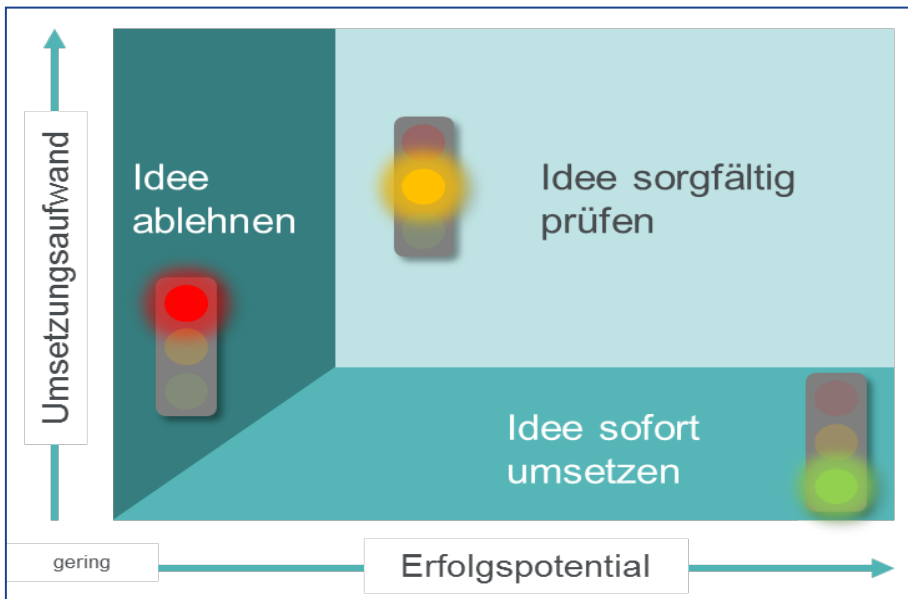 Umsetzungsaufwand
Idee
ablehnen
Idee sorgfältig
prüfen
Idee sofort
umsetzen
gering
Erfolgspotential